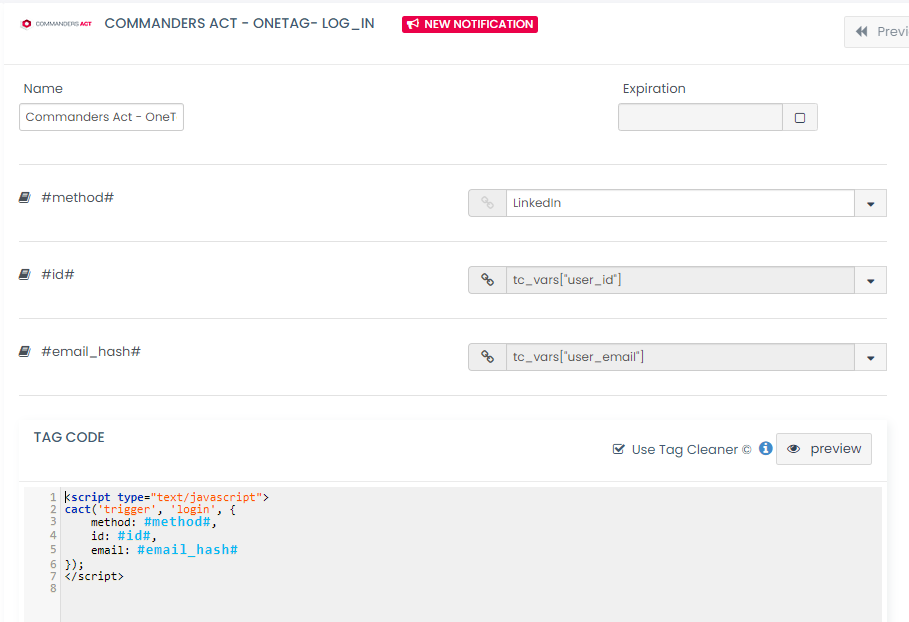 COMMANDERS ACT
COMMANDERS ACT - ONETAG- LOG_IN
NEW NOTIFICATION
Previ
Name
Expiration
Commanders Act - OneT
#method#
LinkedIn
#id#
tc_vars["user_id"]
#email_hash#
tc_vars["user_email"]
TAG CODE
Use Tag Cleaner ©
preview
1 <script type="text/javascript">
2 cact('trigger', 'login', {
3 method: #method#,
4 id: #id#,
5 email: #email_hash#
6 });
7 </script>
8